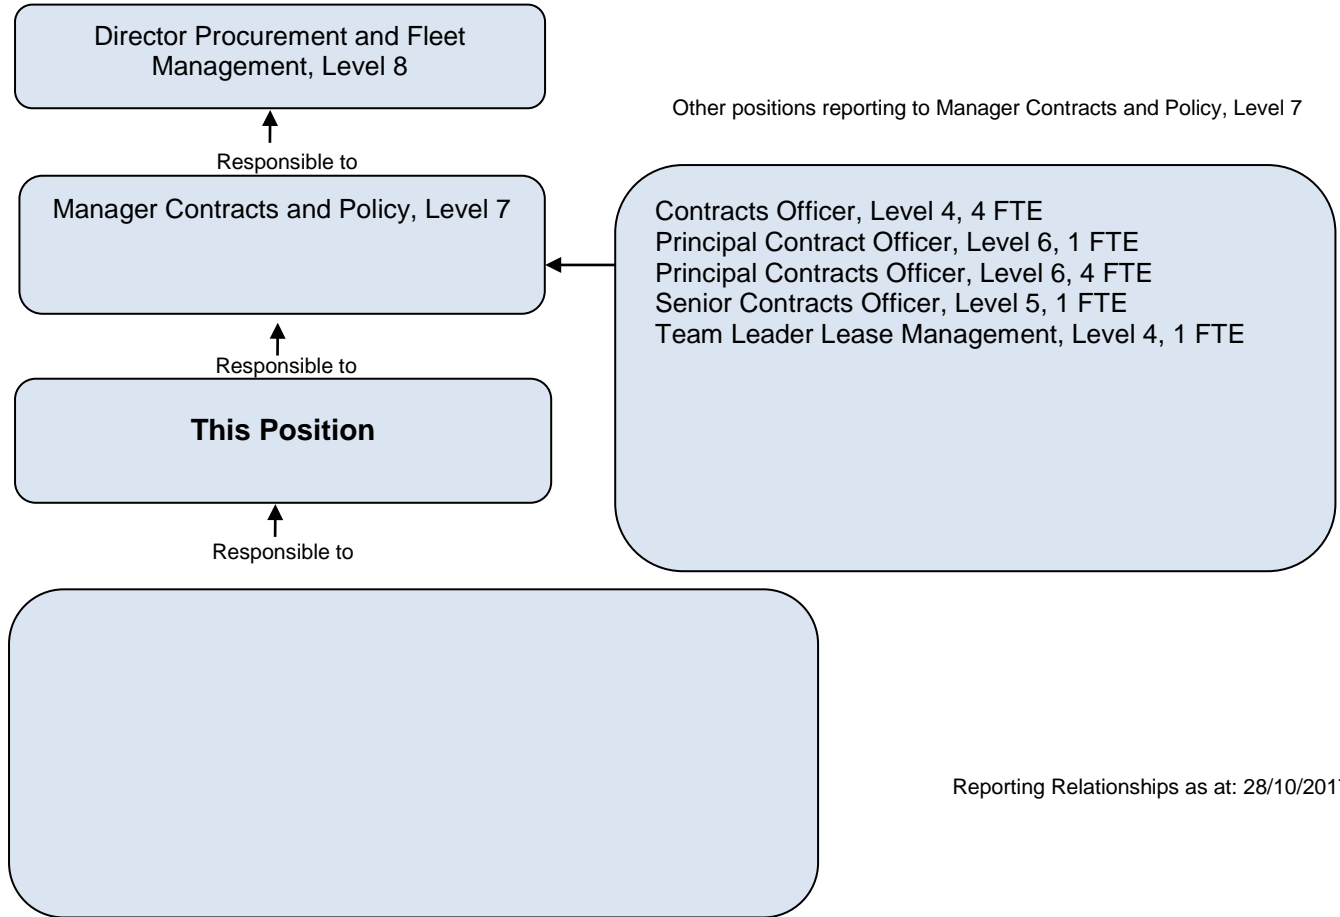 Director Procurement and Fleet
Management, Level 8
Other positions reporting to Manager Contracts and Policy, Level 7
Responsible to
Manager Contracts and Policy, Level 7
Contracts Officer, Level 4, 4 FTE
Principal Contract Officer, Level 6, 1 FTE
Principal Contracts Officer, Level 6, 4 FTE
Senior Contracts Officer, Level 5, 1 FTE
Team Leader Lease Management, Level 4, 1 FTE
Responsible to
This Position
Responsible to
Reporting Relationships as at: 28/10/201